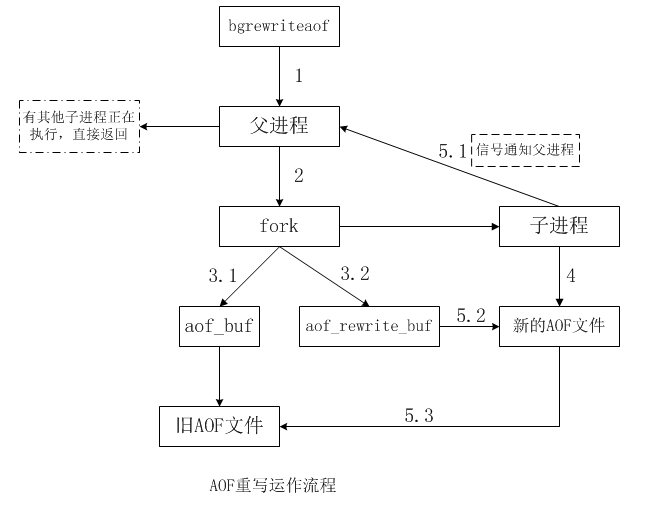 bgrewriteaof
1
有其他子进程正在
执行，直接返回
父进程
5.1
信号通知父进程
2
fork
子进程
3.1
3.2
4
aof_buf
aof_rewrite_buf
5.2
新的AOF文件
旧AOF文件
5.3
AOF重写运作流程